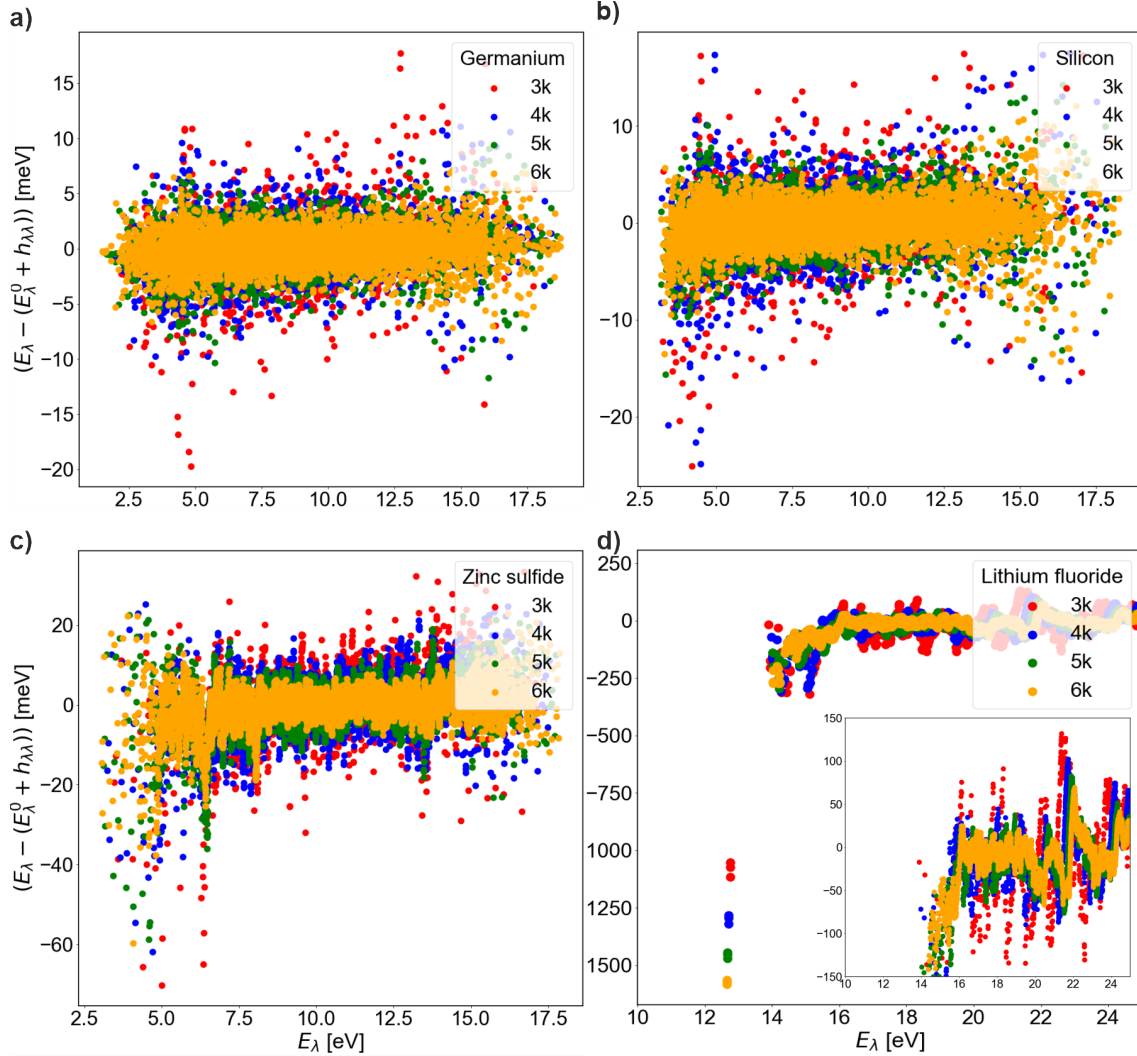 a)
Germanium
3k
4k
5k
6k
15
10
5
0
−5
−10
−15
−20
2.5
5.0
7.5
10.0
12.5
15.0
17.5
(E_λ − (E_λ^0 + h_λλ)) [meV]
b)
Silicon
3k
4k
5k
6k
10
0
−10
−20
2.5
5.0
7.5
10.0
12.5
15.0
17.5
c)
Zinc sulfide
3k
4k
5k
6k
20
0
−20
−40
−60
2.5
5.0
7.5
10.0
12.5
15.0
17.5
(E_λ − (E_λ^0 + h_λλ)) [meV]
E_λ [eV]
d)
Lithium fluoride
3k
4k
5k
6k
250
0
−250
−500
−750
1000
1250
1500
10
12
14
16
18
20
22
24
E_λ [eV]
150
100
50
0
−50
−100
−150
10
12
14
16
18
20
22
24